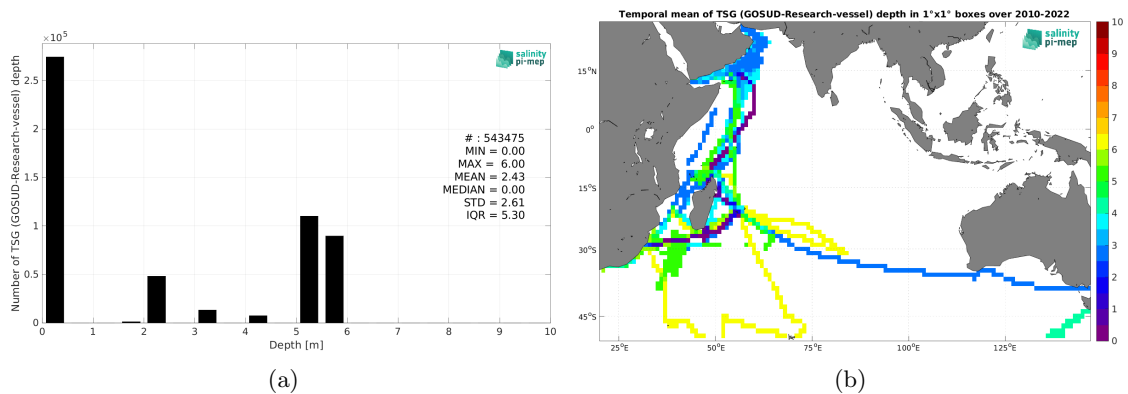 ×10⁵
salinity
pi-mep
Number of TSG (GOSUD-Research-vessel) depth
2.5
2
1.5
1
0.5
0
# : 543475
MIN = 0.00
MAX = 6.00
MEAN = 2.43
MEDIAN = 0.00
STD = 2.61
IQR = 5.30
0 1 2 3 4 5 6 7 8 9 10
Depth [m]
(a)
Temporal mean of TSG (GOSUD-Research-vessel) depth in 1°x1° boxes over 2010-2022
salinity
pi-mep
15°N
0°
15°S
30°S
45°S
25°E 50°E 75°E 100°E 125°E
10
9
8
7
6
5
4
3
2
1
0
(b)